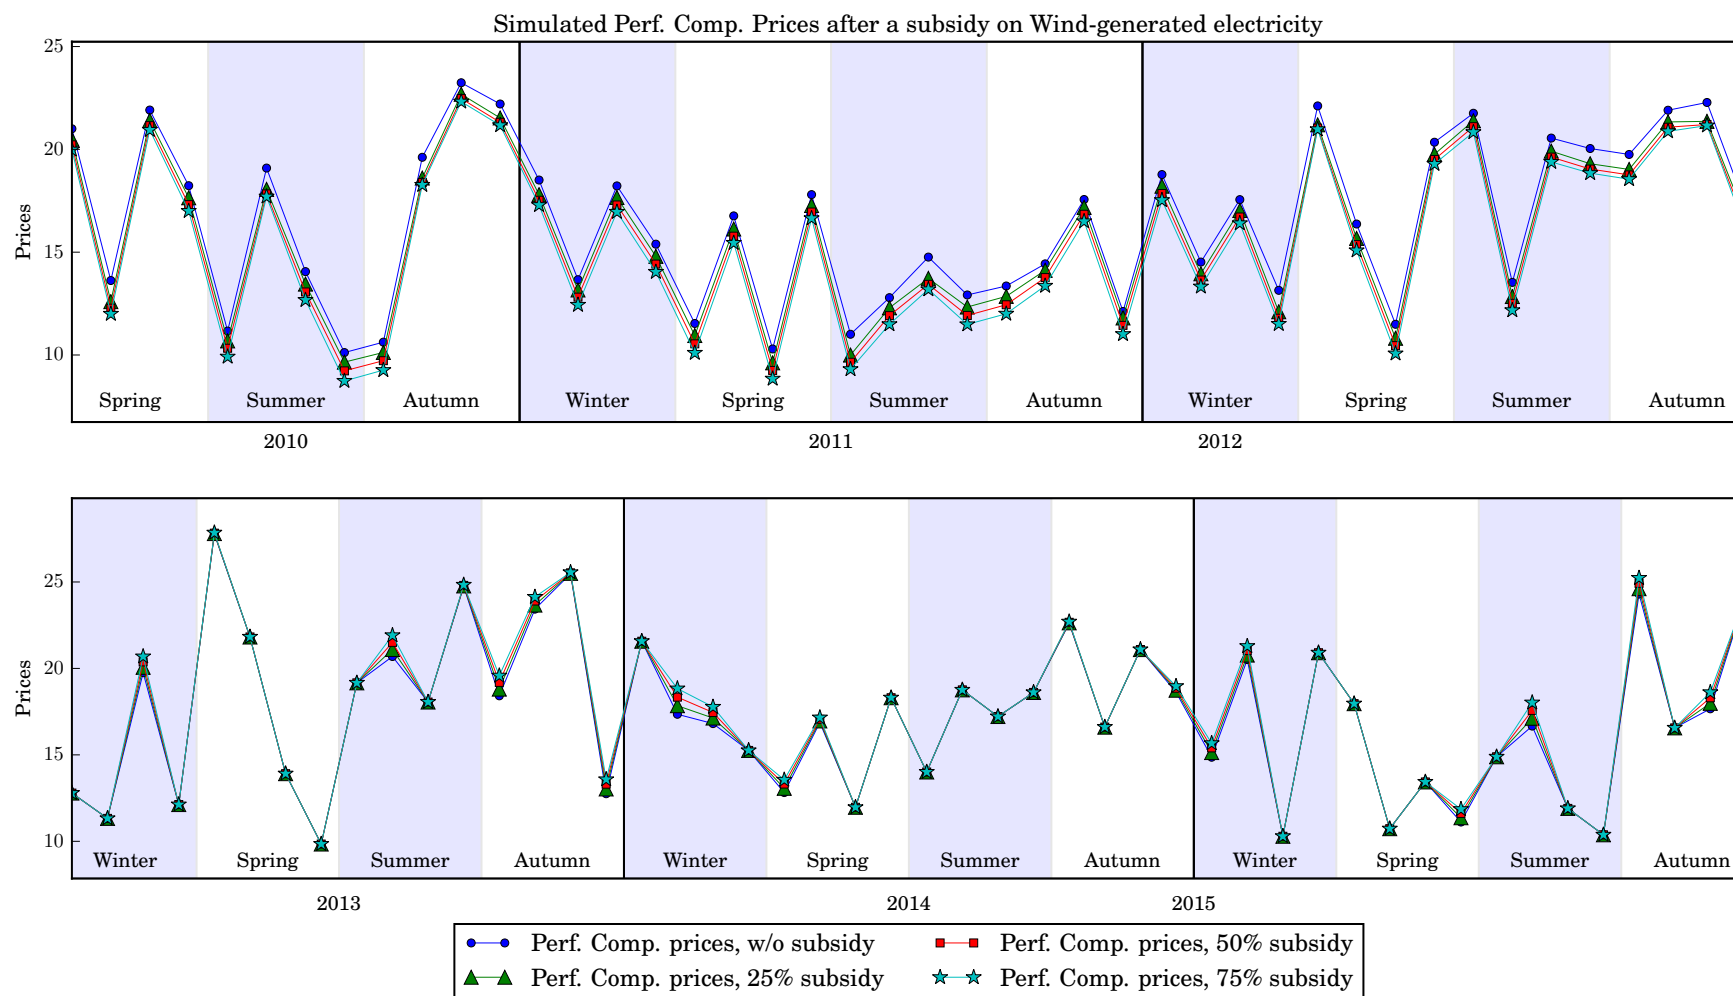 Simulated Perf. Comp. Prices after a subsidy on Wind-generated electricity
25
20
15
10
Prices
Spring Summer Autumn Winter Spring Summer Autumn Winter Spring Summer Autumn
2010 2011 2012
25
20
15
10
Prices
Winter Spring Summer Autumn Winter Spring Summer Autumn Winter Spring Summer Autumn
2013 2014 2015
Perf. Comp. prices, w/o subsidy Perf. Comp. prices, 50% subsidy
Perf. Comp. prices, 25% subsidy Perf. Comp. prices, 75% subsidy